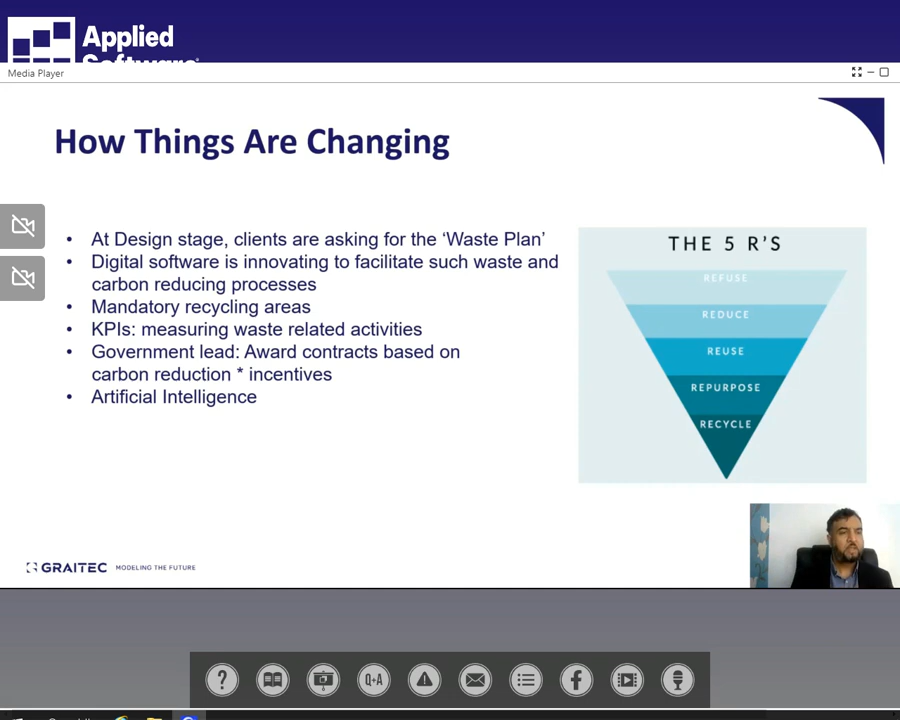 Applied
Software
Media Player
How Things Are Changing
• At Design stage, clients are asking for the ‘Waste Plan’
• Digital software is innovating to facilitate such waste and
carbon reducing processes
• Mandatory recycling areas
• KPIs: measuring waste related activities
• Government lead: Award contracts based on
carbon reduction * incentives
• Artificial Intelligence
THE 5 R'S
REFUSE
REDUCE
REUSE
REPURPOSE
RECYCLE
GRAITEC MODELING THE FUTURE
? Q+A f